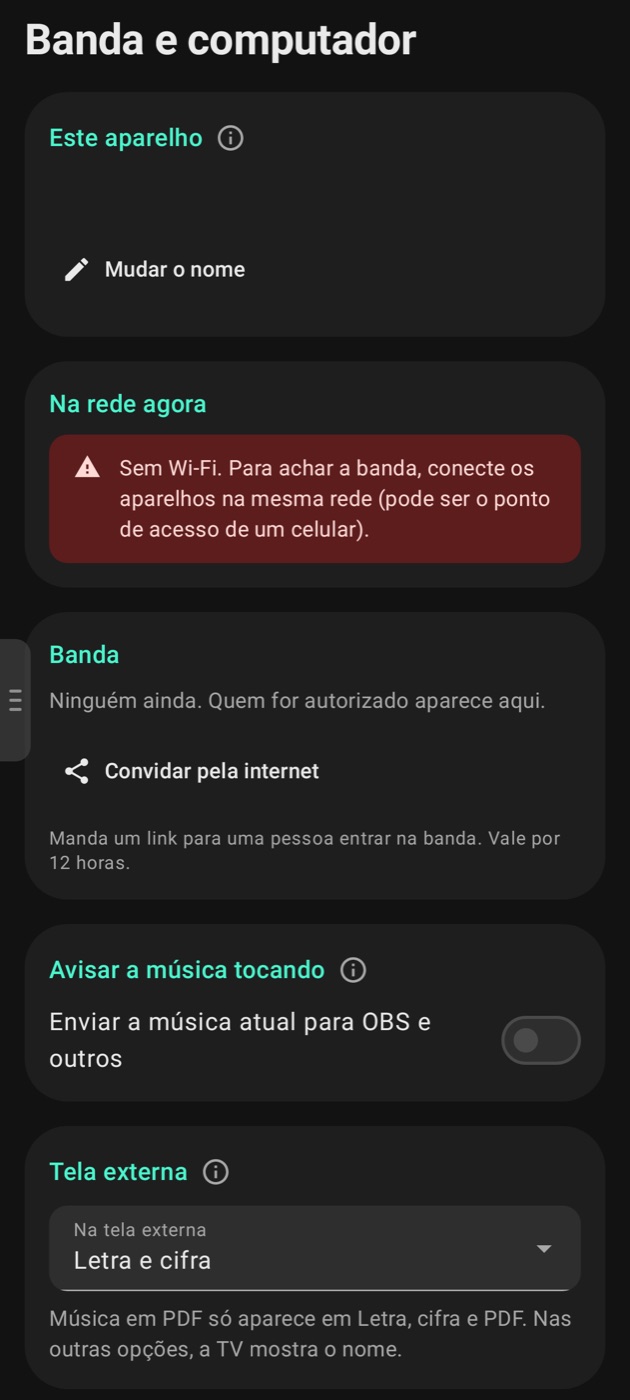 Banda e computador
Este aparelho
Mudar o nome
Na rede agora
Sem Wi-Fi. Para achar a banda, conecte os
aparelhos na mesma rede (pode ser o ponto
de acesso de um celular).
Banda
Ninguém ainda. Quem for autorizado aparece aqui.
Convidar pela internet
Manda um link para uma pessoa entrar na banda. Vale por
12 horas.
Avisar a música tocando
Enviar a música atual para OBS e
outros
Tela externa
Na tela externa
Letra e cifra
Música em PDF só aparece em Letra, cifra e PDF. Nas
outras opções, a TV mostra o nome.